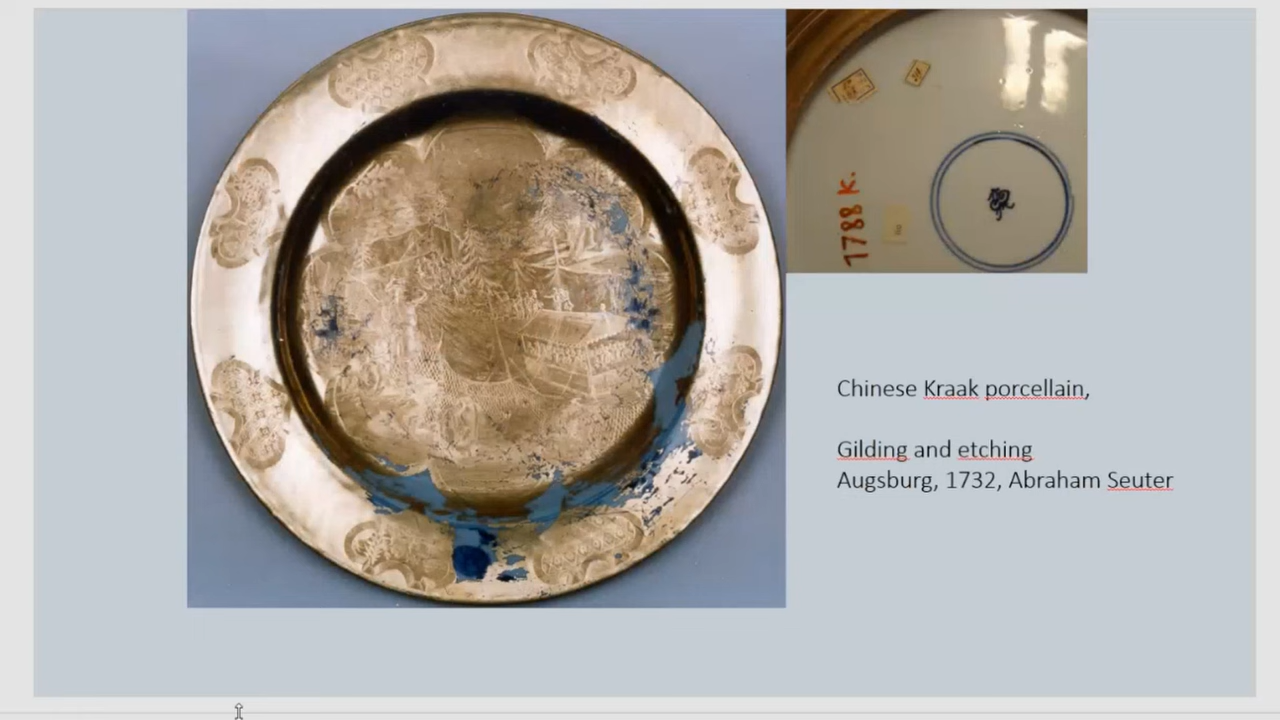 1788 K.
Chinese Kraak porcellain,
Gilding and etching
Augsburg, 1732, Abraham Seuter